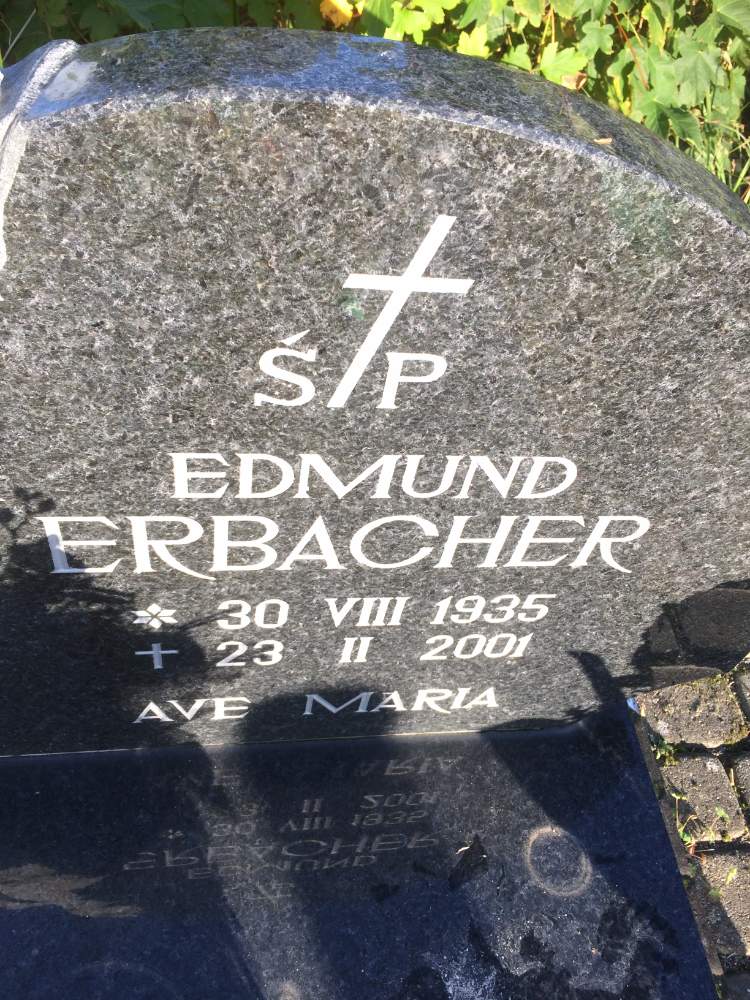 Ś P
EDMUND
ERBACHER
* 30 VIII 1935
+ 23 II 2001
AVE MARIA